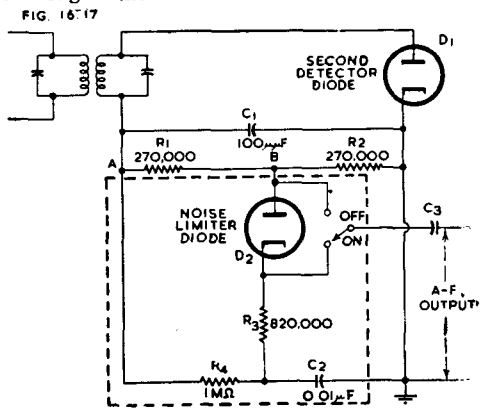 FIG. 16-17
D1
SECOND
DETECTOR
DIODE
C1
100μμF
R1
270,000
A
B
R2
270,000
NOISE
LIMITER
DIODE
D2
OFF
ON
C3
A-F
OUTPUT
R3
820,000
R4
1MΩ
C2
0.01μF